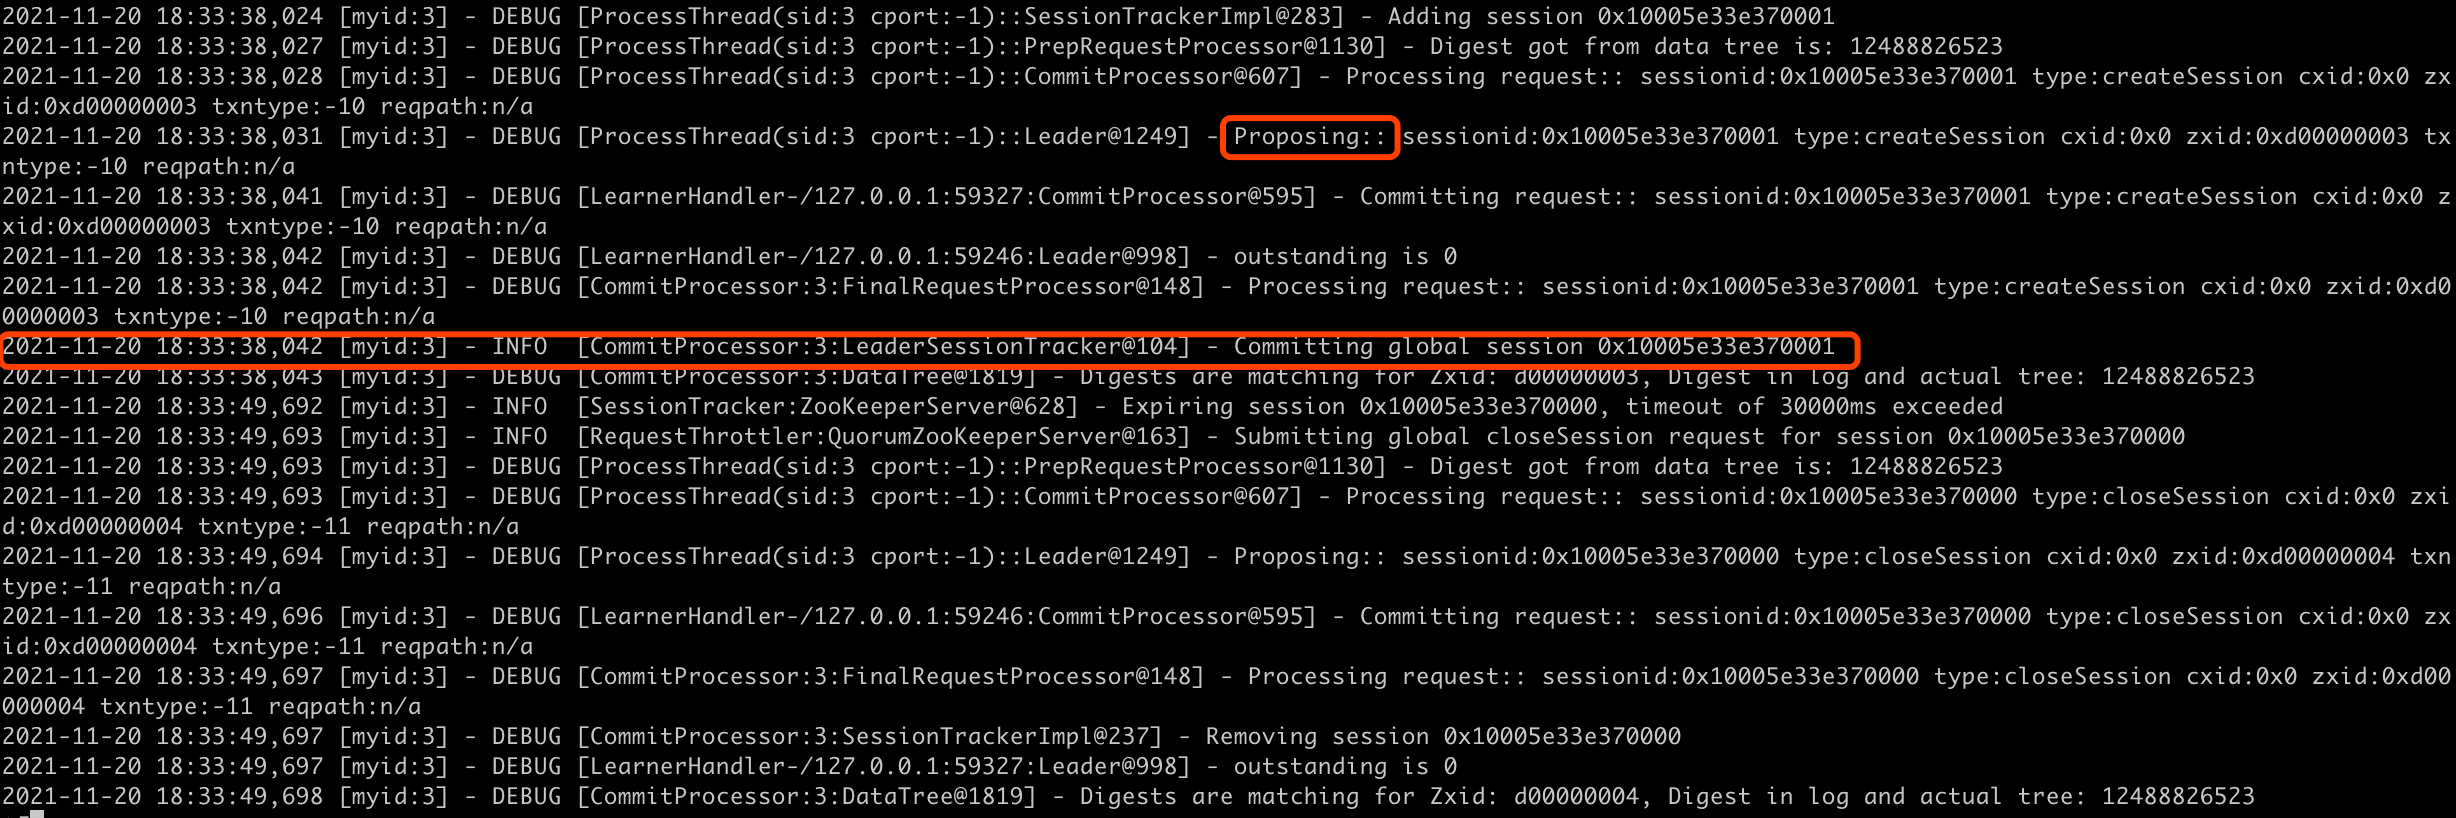 2021-11-20 18:33:38,024 [myid:3] - DEBUG [ProcessThread(sid:3 cport:-1)::SessionTrackerImpl@283] - Adding session 0x10005e33e370001
2021-11-20 18:33:38,027 [myid:3] - DEBUG [ProcessThread(sid:3 cport:-1)::PrepRequestProcessor@1130] - Digest got from data tree is: 12488826523
2021-11-20 18:33:38,028 [myid:3] - DEBUG [ProcessThread(sid:3 cport:-1)::CommitProcessor@607] - Processing request:: sessionid:0x10005e33e370001 type:createSession cxid:0x0 zx
id:0xd00000003 txntype:-10 reqpath:n/a
2021-11-20 18:33:38,031 [myid:3] - DEBUG [ProcessThread(sid:3 cport:-1)::Leader@1249] - Proposing:: sessionid:0x10005e33e370001 type:createSession cxid:0x0 zxid:0xd00000003 tx
ntype:-10 reqpath:n/a
2021-11-20 18:33:38,041 [myid:3] - DEBUG [LearnerHandler-/127.0.0.1:59327:CommitProcessor@595] - Committing request:: sessionid:0x10005e33e370001 type:createSession cxid:0x0 z
xid:0xd00000003 txntype:-10 reqpath:n/a
2021-11-20 18:33:38,042 [myid:3] - DEBUG [LearnerHandler-/127.0.0.1:59246:Leader@998] - outstanding is 0
2021-11-20 18:33:38,042 [myid:3] - DEBUG [CommitProcessor:3:FinalRequestProcessor@148] - Processing request:: sessionid:0x10005e33e370001 type:createSession cxid:0x0 zxid:0xd0
0000003 txntype:-10 reqpath:n/a
2021-11-20 18:33:38,042 [myid:3] - INFO  [CommitProcessor:3:LeaderSessionTracker@104] - Committing global session 0x10005e33e370001
2021-11-20 18:33:38,043 [myid:3] - DEBUG [CommitProcessor:3:DataTree@1819] - Digests are matching for Zxid: d00000003, Digest in log and actual tree: 12488826523
2021-11-20 18:33:49,692 [myid:3] - INFO  [SessionTracker:ZooKeeperServer@628] - Expiring session 0x10005e33e370000, timeout of 30000ms exceeded
2021-11-20 18:33:49,693 [myid:3] - INFO  [RequestThrottler:QuorumZooKeeperServer@163] - Submitting global closeSession request for session 0x10005e33e370000
2021-11-20 18:33:49,693 [myid:3] - DEBUG [ProcessThread(sid:3 cport:-1)::PrepRequestProcessor@1130] - Digest got from data tree is: 12488826523
2021-11-20 18:33:49,693 [myid:3] - DEBUG [ProcessThread(sid:3 cport:-1)::CommitProcessor@607] - Processing request:: sessionid:0x10005e33e370000 type:closeSession cxid:0x0 zxi
d:0xd00000004 txntype:-11 reqpath:n/a
2021-11-20 18:33:49,694 [myid:3] - DEBUG [ProcessThread(sid:3 cport:-1)::Leader@1249] - Proposing:: sessionid:0x10005e33e370000 type:closeSession cxid:0x0 zxid:0xd00000004 txn
type:-11 reqpath:n/a
2021-11-20 18:33:49,696 [myid:3] - DEBUG [LearnerHandler-/127.0.0.1:59246:CommitProcessor@595] - Committing request:: sessionid:0x10005e33e370000 type:closeSession cxid:0x0 zx
id:0xd00000004 txntype:-11 reqpath:n/a
2021-11-20 18:33:49,697 [myid:3] - DEBUG [CommitProcessor:3:FinalRequestProcessor@148] - Processing request:: sessionid:0x10005e33e370000 type:closeSession cxid:0x0 zxid:0xd00
000004 txntype:-11 reqpath:n/a
2021-11-20 18:33:49,697 [myid:3] - DEBUG [CommitProcessor:3:SessionTrackerImpl@237] - Removing session 0x10005e33e370000
2021-11-20 18:33:49,697 [myid:3] - DEBUG [LearnerHandler-/127.0.0.1:59327:Leader@998] - outstanding is 0
2021-11-20 18:33:49,698 [myid:3] - DEBUG [CommitProcessor:3:DataTree@1819] - Digests are matching for Zxid: d00000004, Digest in log and actual tree: 12488826523